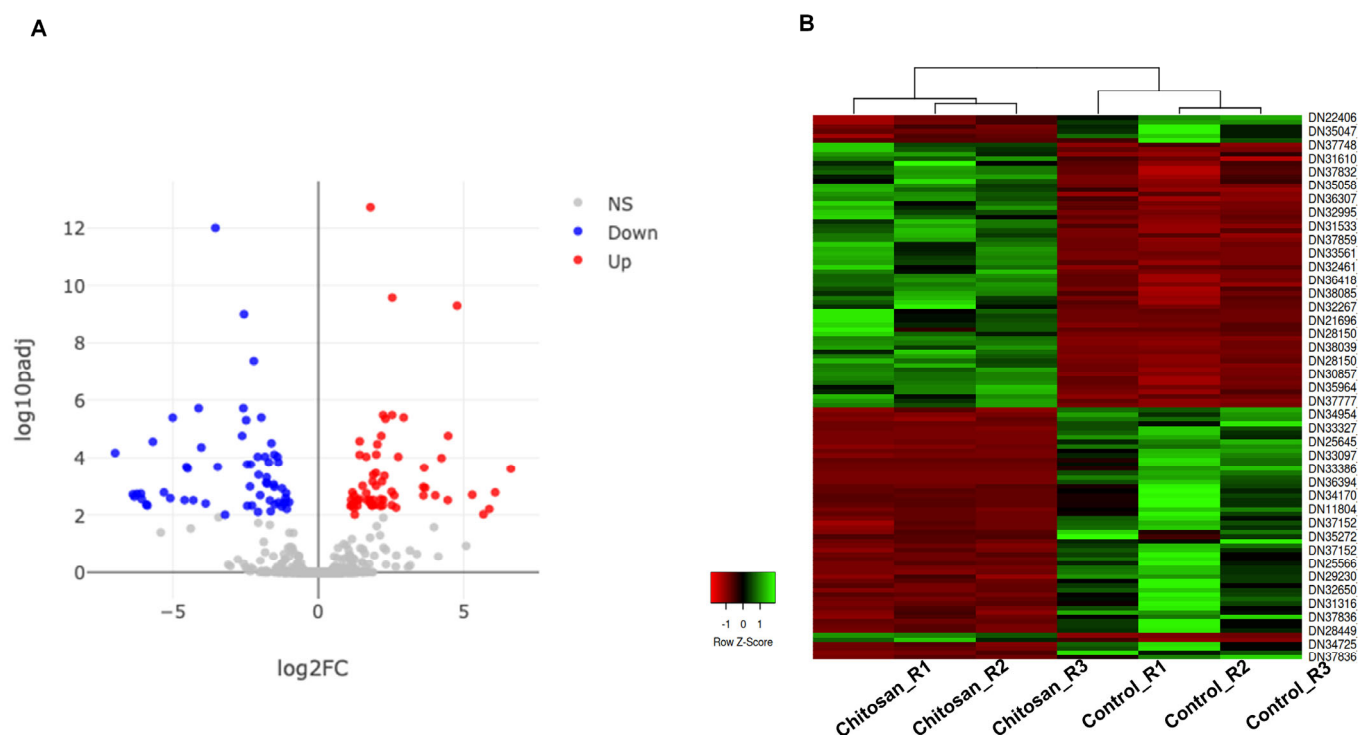 A
B
NS
Down
Up
12
10
8
6
4
2
0
−5
0
5
log10padj
log2FC
DN22406
DN35047
DN37748
DN31610
DN37832
DN35058
DN36307
DN32995
DN31533
DN37859
DN33561
DN32461
DN36418
DN38085
DN32267
DN21696
DN28150
DN38039
DN28150
DN30857
DN35964
DN37777
DN34954
DN33327
DN25645
DN33097
DN33386
DN36394
DN34170
DN11804
DN37152
DN35272
DN37152
DN25566
DN29230
DN32650
DN31316
DN37836
DN28449
DN34725
DN37836
-1 0 1
Row Z-Score
Chitosan_R1
Chitosan_R2
Chitosan_R3
Control_R1
Control_R2
Control_R3